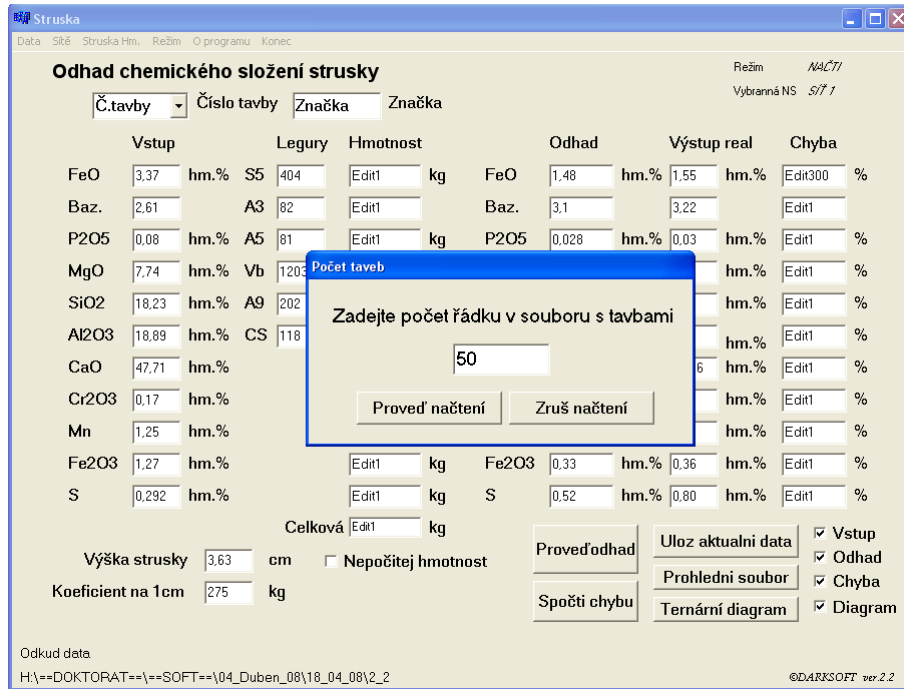 Struska
Data Sítě Struska Hm. Režim O programu Konec
Odhad chemického složení strusky
Režim NAČTI
Vybranná NS SÍŤ 1
Č.tavby Číslo tavby Značka Značka
Vstup Legury Hmotnost Odhad Výstup real Chyba
FeO 3,37 hm.% S5 404 Edit1 kg FeO 1,48 hm.% 1,55 hm.% Edit300 %
Baz. 2,61 A3 82 Edit1 Baz. 3,1 3,22 Edit1
P2O5 0,08 hm.% A5 81 Edit1 kg P2O5 0,028 hm.% 0,03 hm.% Edit1 %
MgO 7,74 hm.% Vb 1203 hm.% Edit1 %
SiO2 18,23 hm.% A9 202 hm.% Edit1 %
Al2O3 18,89 hm.% CS 118 hm.% Edit1 %
CaO 47,71 hm.% 6 hm.% Edit1 %
Cr2O3 0,17 hm.% hm.% Edit1 %
Mn 1,25 hm.% hm.% Edit1 %
Počet taveb
Zadejte počet řádku v souboru s tavbami
50
Proveď načtení Zruš načtení
Fe2O3 1,27 hm.% Edit1 kg Fe2O3 0,33 hm.% 0,36 hm.% Edit1 %
S 0,292 hm.% Edit1 kg S 0,52 hm.% 0,80 hm.% Edit1 %
Celková Edit1 kg
Výška strusky 3,63 cm Nepočitej hmotnost
Koeficient na 1cm 275 kg
Proveďodhad
Spočti chybu
Uloz aktualni data
Prohledni soubor
Ternární diagram
Vstup
Odhad
Chyba
Diagram
Odkud data
H:\==DOKTORAT==\==SOFT==\04_Duben_08\18_04_08\2_2
©DARKSOFT ver.2.2